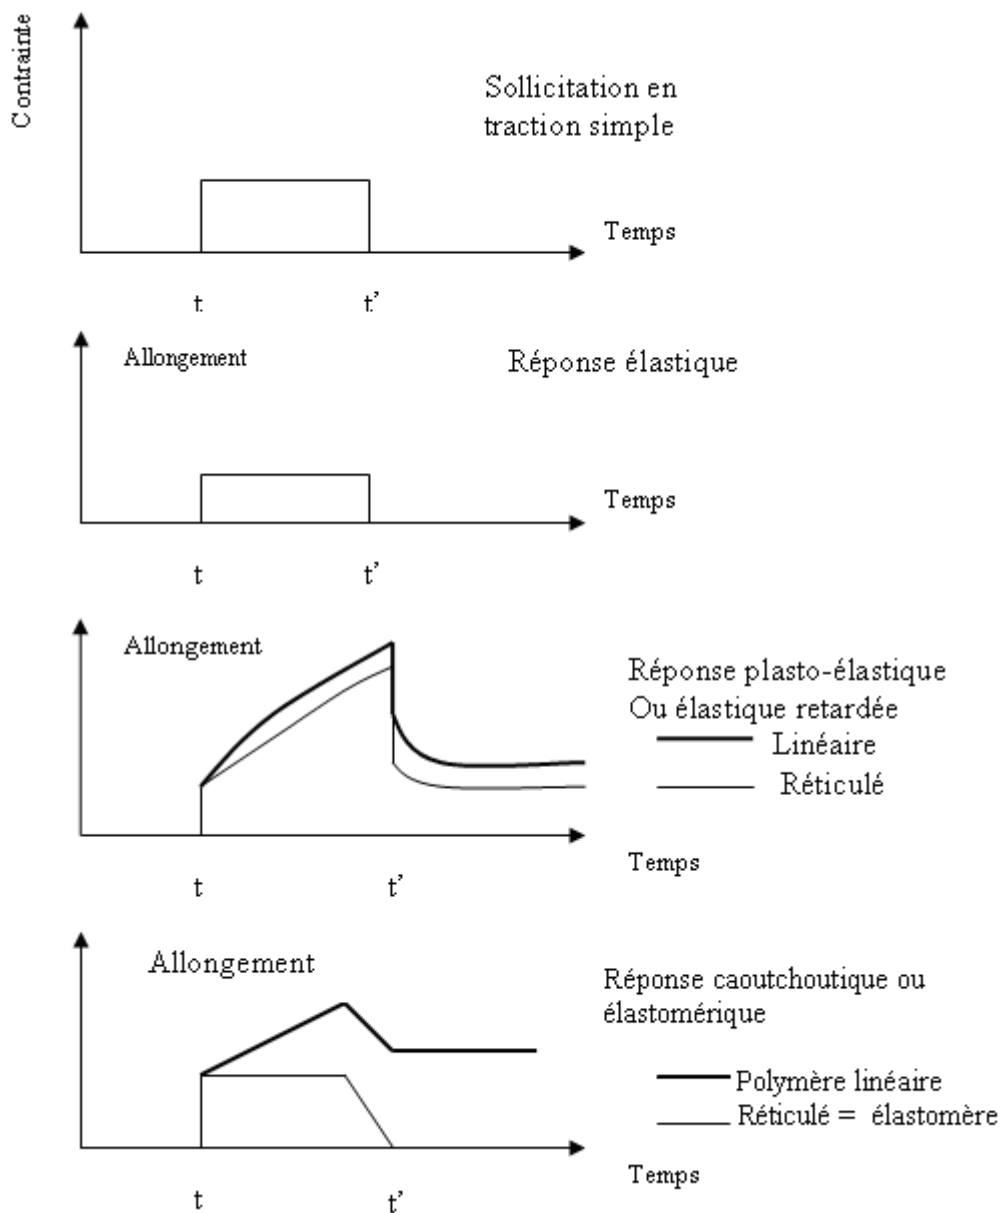 Contrainte
Sollicitation en
traction simple
Temps
t
t'
Allongement
Réponse élastique
Temps
t
t'
Allongement
Réponse plasto-élastique
Ou élastique retardée
Linéaire
Réticulé
Temps
t
t'
Allongement
Réponse caoutchoutique ou
élastomérique
Polymère linéaire
Réticulé = élastomère
Temps
t
t'